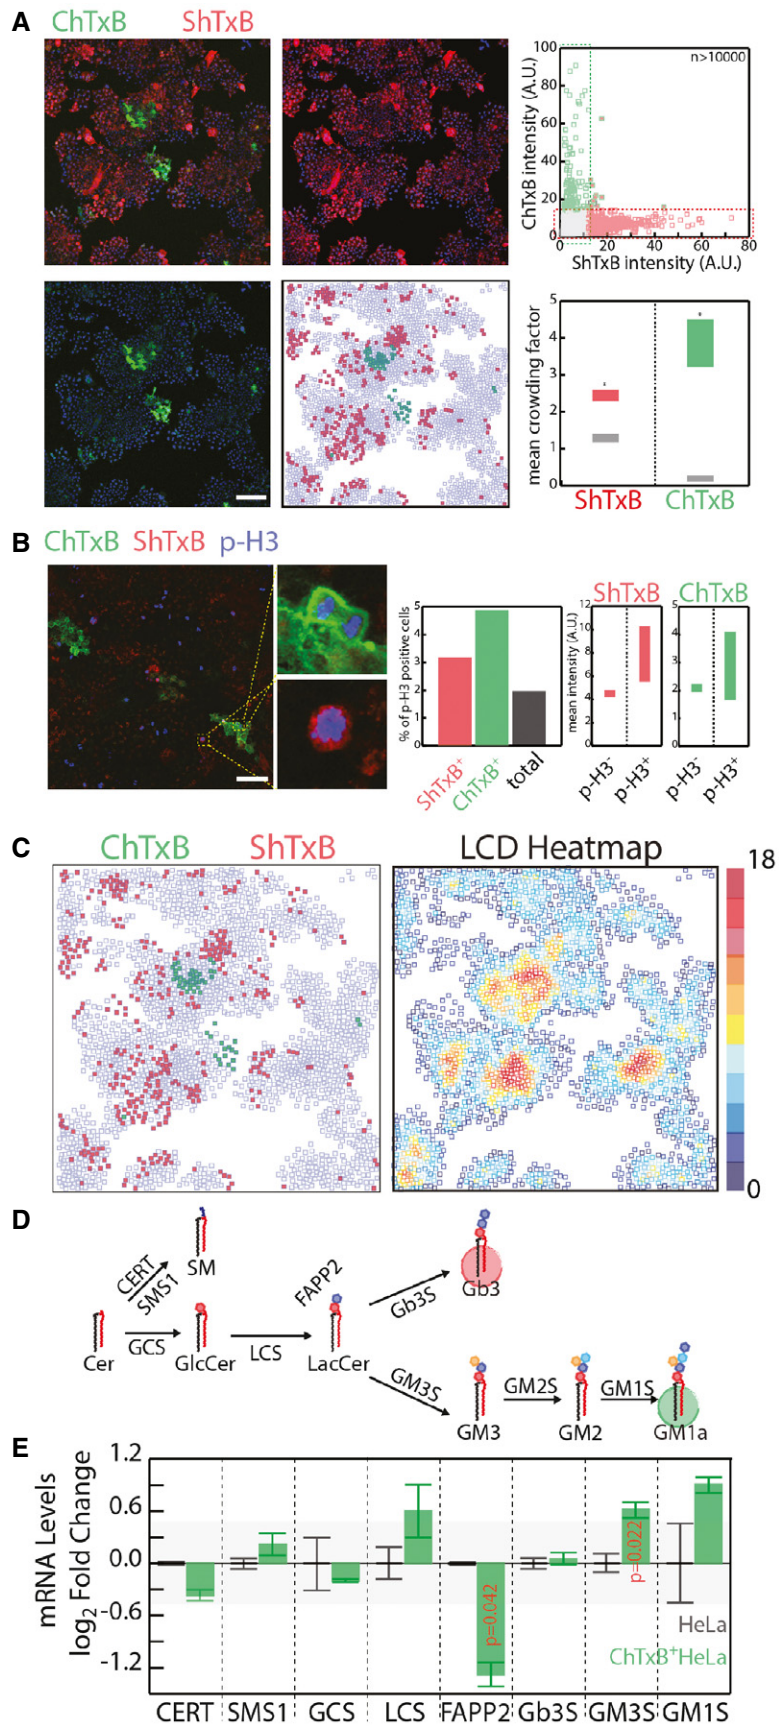 A
ChTxB ShTxB
n>10000
ChTxB intensity (A.U.)
100
80
60
40
20
0
0 20 40 60 80
ShTxB intensity (A.U.)
mean crowding factor
5
4
3
2
1
0
*
*
ShTxB ChTxB
B
ChTxB ShTxB p-H3
% of p-H3 positive cells
5
4
3
2
1
0
ShTxB+
ChTxB+
total
ShTxB
mean intensity (A.U.)
12
10
8
6
4
2
0
p-H3-
p-H3+
ChTxB
5
4
3
2
1
0
p-H3-
p-H3+
C
ChTxB ShTxB
LCD Heatmap
18
0
D
CERT
SMS1
SM
Cer
GCS
GlcCer
LCS
FAPP2
LacCer
Gb3S
Gb3
GM3S
GM3
GM2S
GM2
GM1S
GM1a
E
mRNA Levels
log2 Fold Change
1.2
0.6
0.0
-0.6
-1.2
p=0.042
p=0.022
HeLa
ChTxB+HeLa
CERT SMS1 GCS LCS FAPP2 Gb3S GM3S GM1S